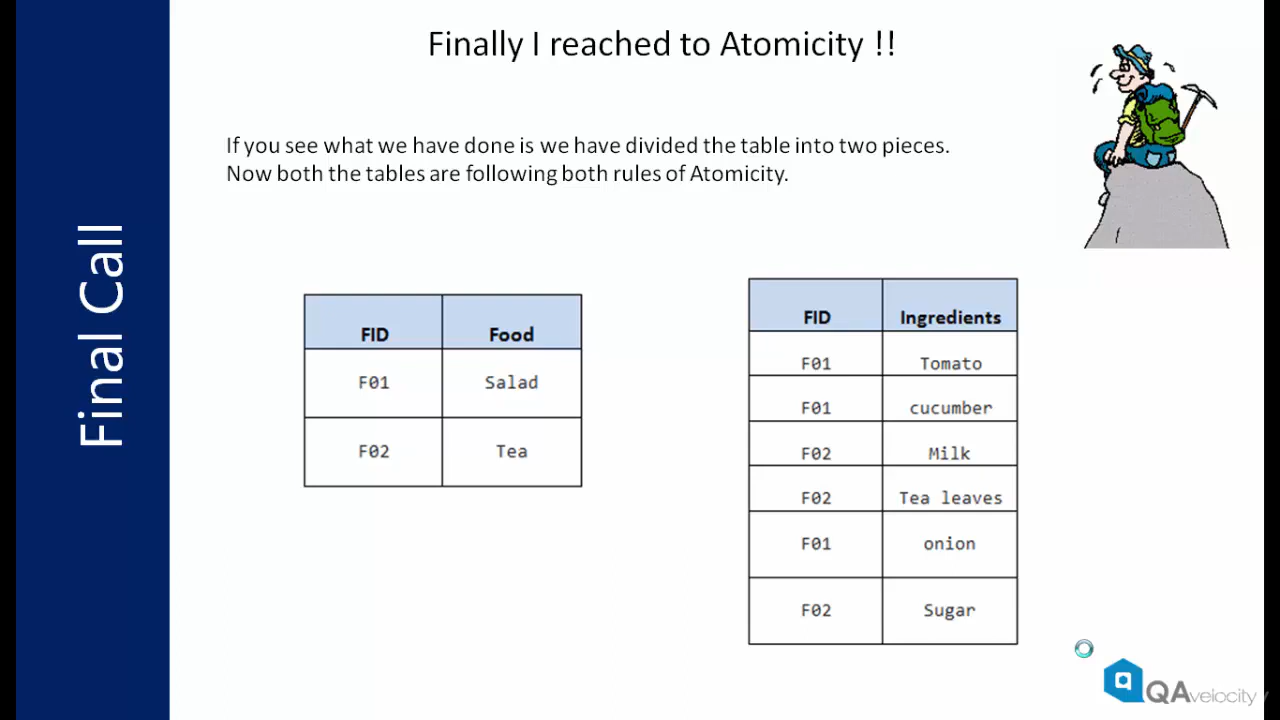 Finally I reached to Atomicity !!
If you see what we have done is we have divided the table into two pieces.
Now both the tables are following both rules of Atomicity.
Final Call
FID Food
F01 Salad
F02 Tea
FID Ingredients
F01 Tomato
F01 cucumber
F02 Milk
F02 Tea leaves
F01 onion
F02 Sugar
q QAvelocity